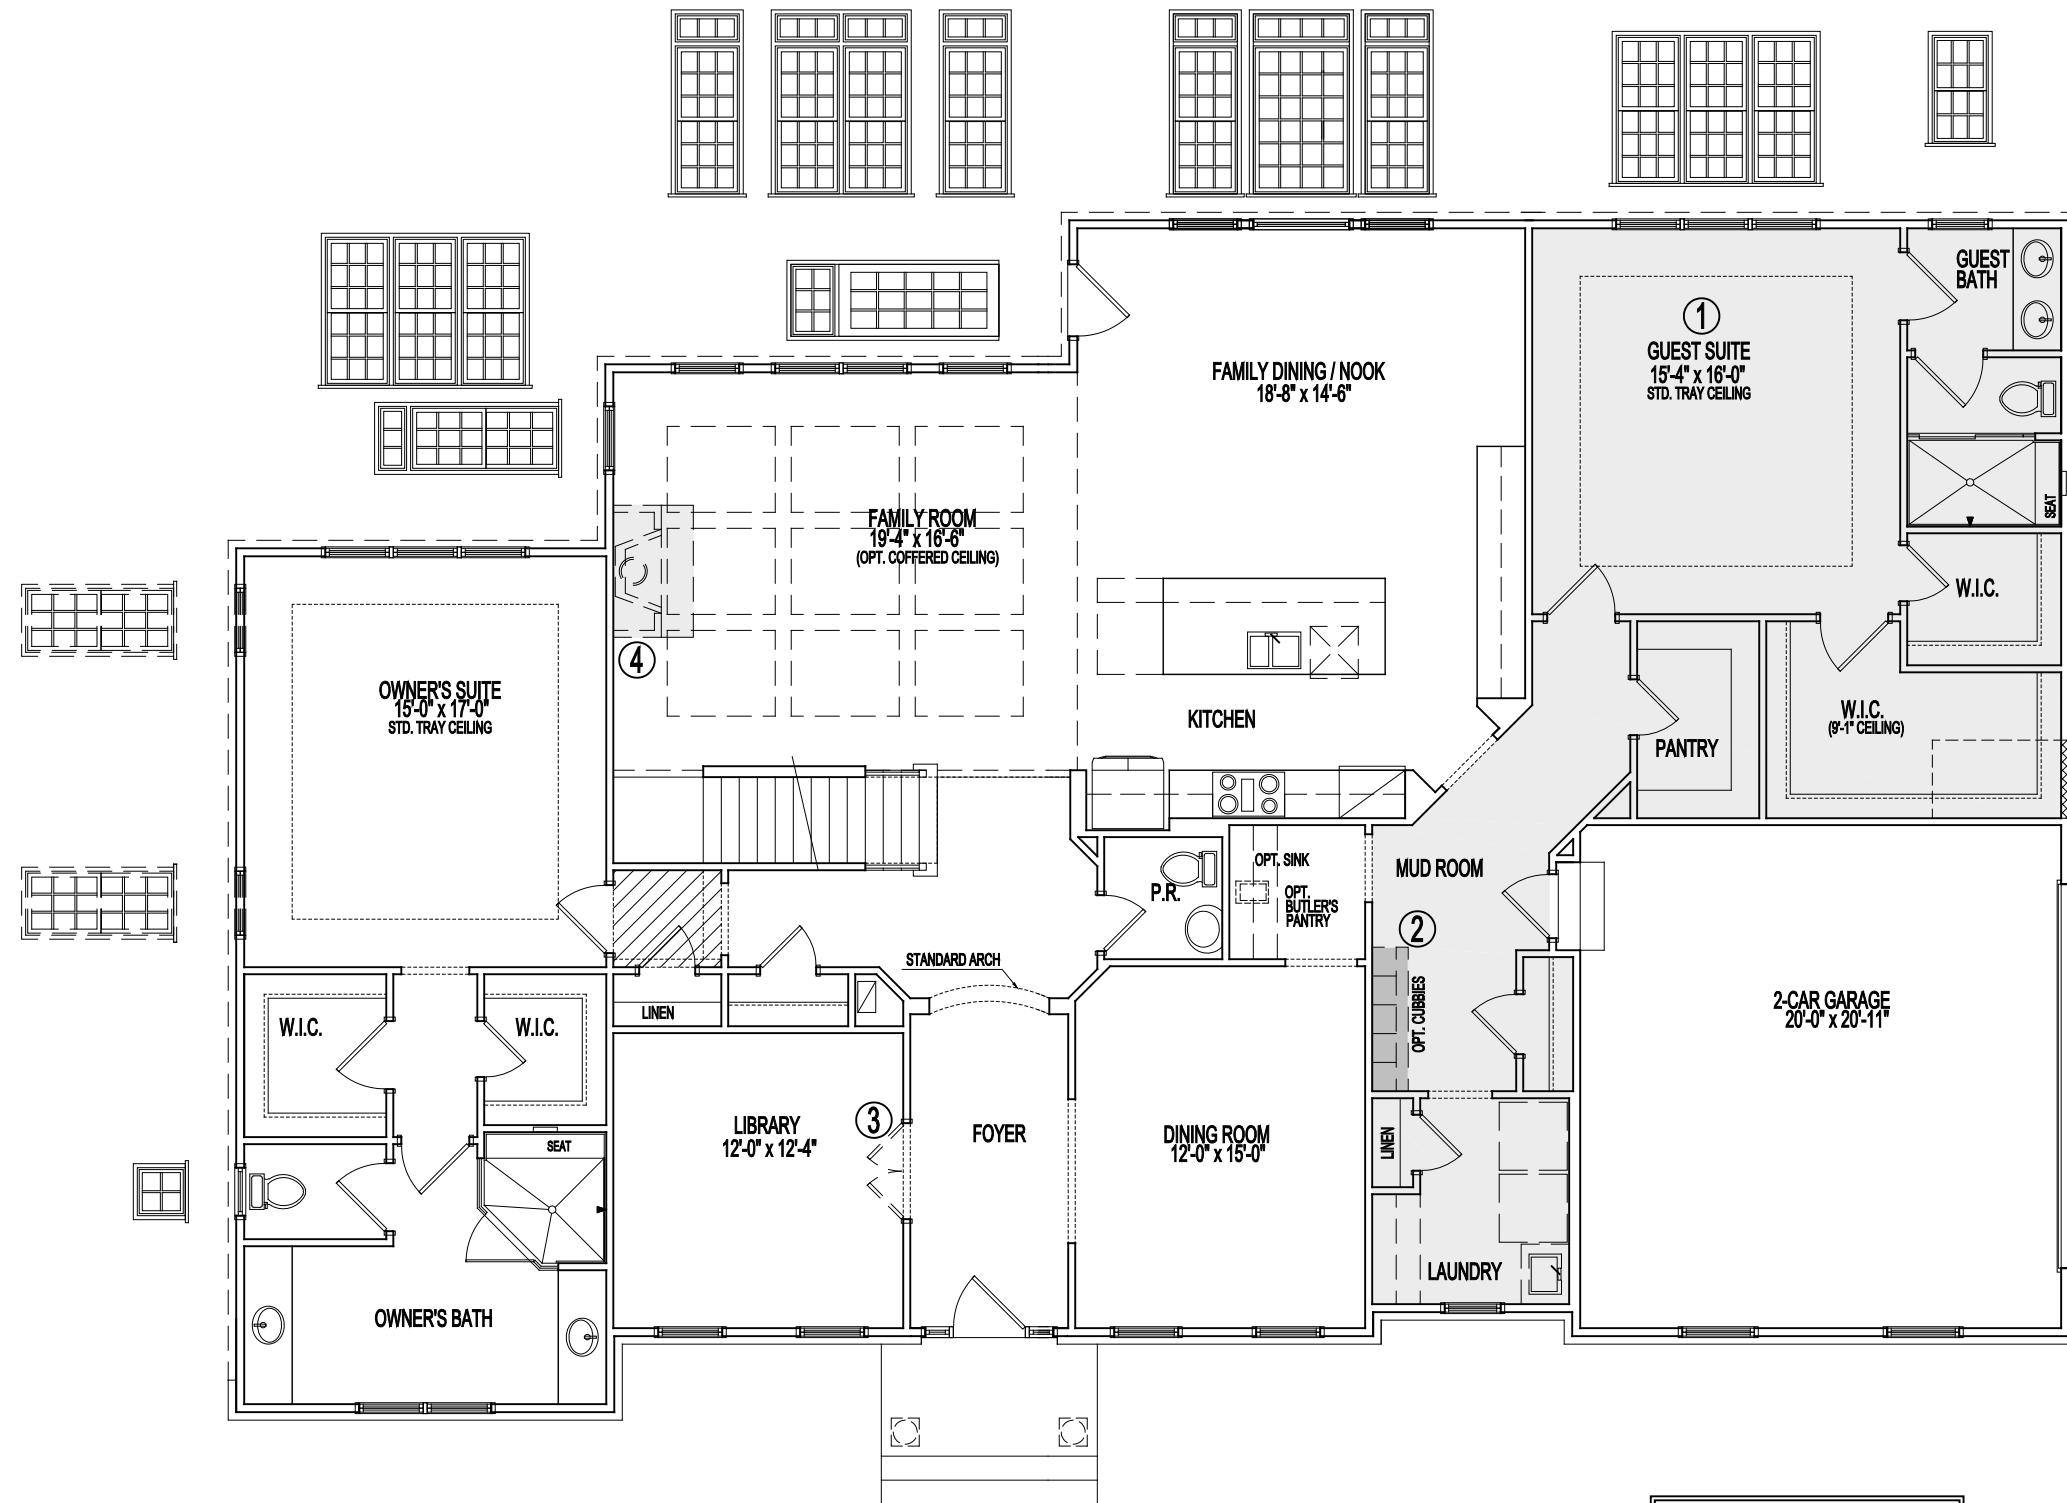 GUEST
BATH
1
GUEST SUITE
15'-4" x 16'-0"
STD. TRAY CEILING
FAMILY DINING / NOOK
18'-8" x 14'-6"
SEAT
FAMILY ROOM
19'-4" x 16'-6"
(OPT. COFFERED CEILING)
W.I.C.
4
OWNER'S SUITE
15'-0" x 17'-0"
STD. TRAY CEILING
KITCHEN
W.I.C.
(9'-1" CEILING)
PANTRY
OPT. SINK
OPT.
BUTLER'S
PANTRY
P.R.
MUD ROOM
2
STANDARD ARCH
OPT. CUBBIES
LINEN
W.I.C.
W.I.C.
2-CAR GARAGE
20'-0" x 20'-11"
3
LIBRARY
12'-0" x 12'-4"
FOYER
DINING ROOM
12'-0" x 15'-0"
LINEN
SEAT
LAUNDRY
OWNER'S BATH